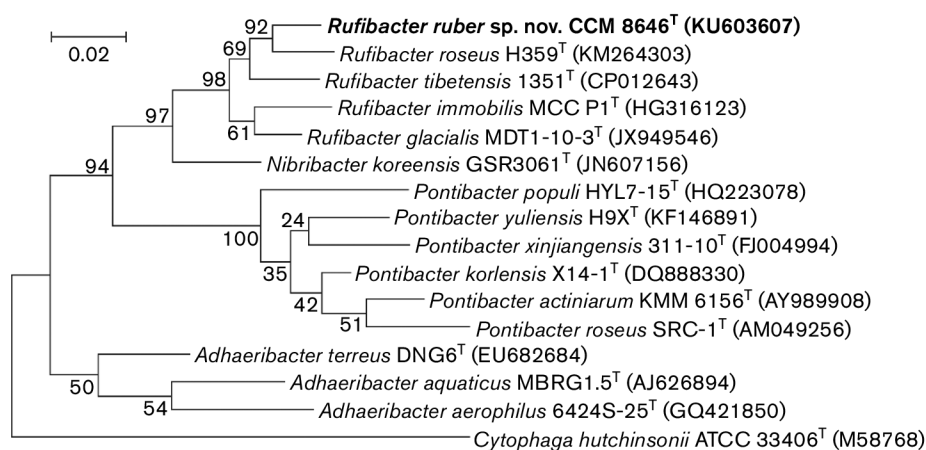 92 Rufibacter ruber sp. nov. CCM 8646ᵀ (KU603607)
0.02 69 Rufibacter roseus H359ᵀ (KM264303)
98 Rufibacter tibetensis 1351ᵀ (CP012643)
97 Rufibacter immobilis MCC P1ᵀ (HG316123)
61 Rufibacter glacialis MDT1-10-3ᵀ (JX949546)
94 Nibribacter koreensis GSR3061ᵀ (JN607156)
Pontibacter populi HYL7-15ᵀ (HQ223078)
100 24 Pontibacter yuliensis H9Xᵀ (KF146891)
Pontibacter xinjiangensis 311-10ᵀ (FJ004994)
35 Pontibacter korlensis X14-1ᵀ (DQ888330)
42 Pontibacter actiniarum KMM 6156ᵀ (AY989908)
51 Pontibacter roseus SRC-1ᵀ (AM049256)
Adhaeribacter terreus DNG6ᵀ (EU682684)
50 Adhaeribacter aquaticus MBRG1.5ᵀ (AJ626894)
54 Adhaeribacter aerophilus 6424S-25ᵀ (GQ421850)
Cytophaga hutchinsonii ATCC 33406ᵀ (M58768)